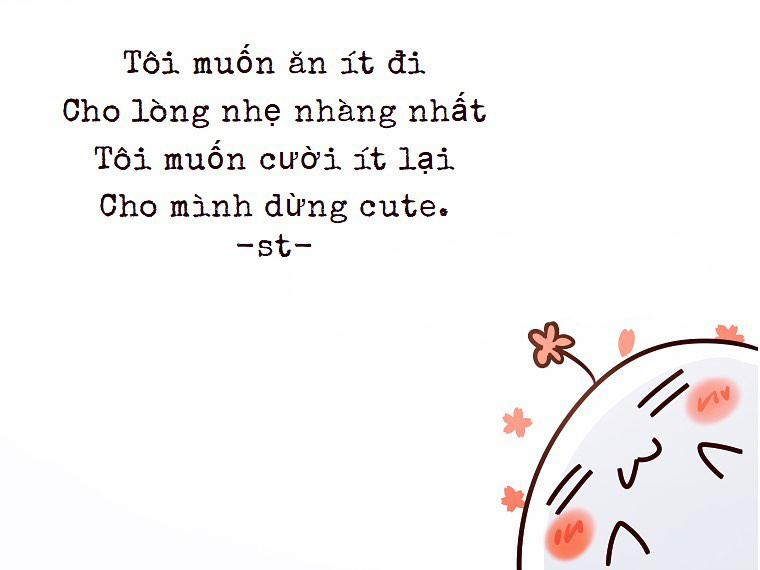 Tôi muốn ăn ít đi
Cho lòng nhẹ nhàng nhất
Tôi muốn cười ít lại
Cho mình dừng cute.
-st-